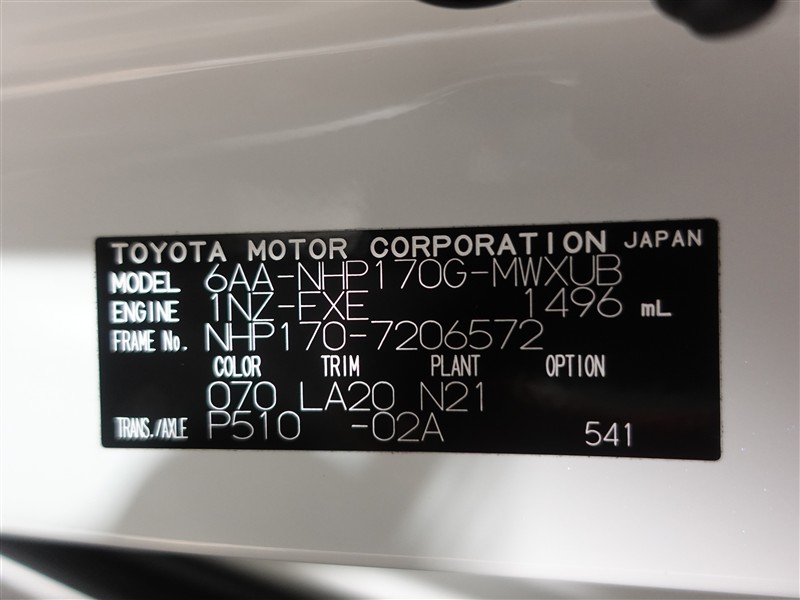 TOYOTA MOTOR CORPORATION JAPAN
MODEL 6AA-NHP170G-MWXUB
ENGINE 1NZ-FXE 1496 mL
FRAME No. NHP170-7206572
COLOR TRIM PLANT OPTION
070 LA20 N21
TRANS./AXLE P510 -02A 541